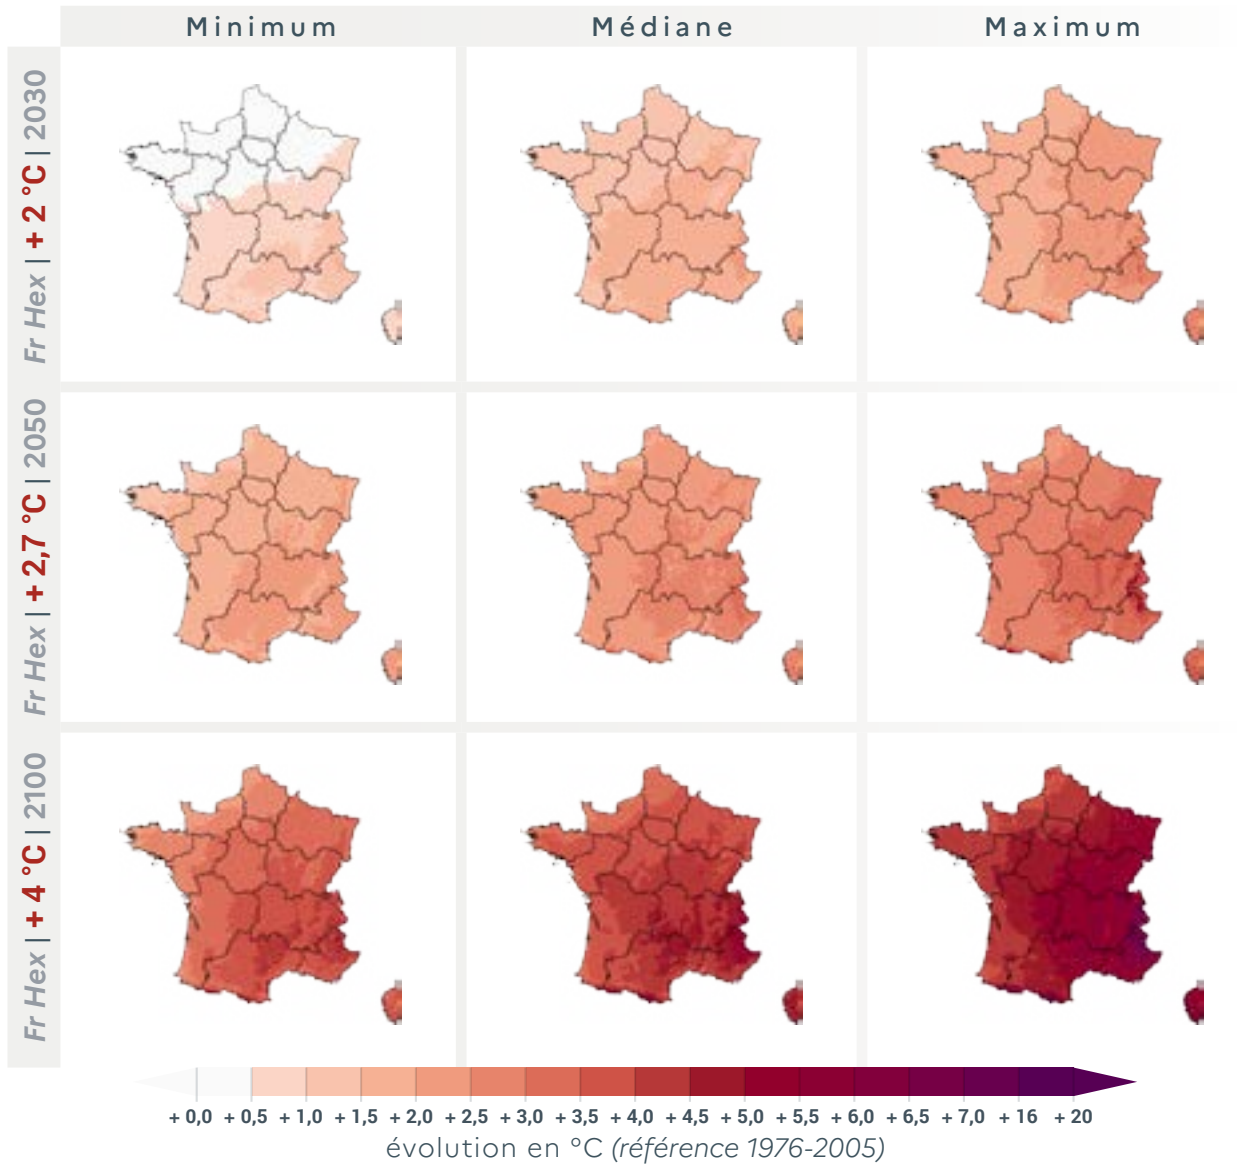 Minimum
Médiane
Maximum
Fr Hex | + 2 °C | 2030
Fr Hex | + 2,7 °C | 2050
Fr Hex | + 4 °C | 2100
+ 0,0 + 0,5 + 1,0 + 1,5 + 2,0 + 2,5 + 3,0 + 3,5 + 4,0 + 4,5 + 5,0 + 5,5 + 6,0 + 6,5 + 7,0 + 16 + 20
évolution en °C (référence 1976-2005)